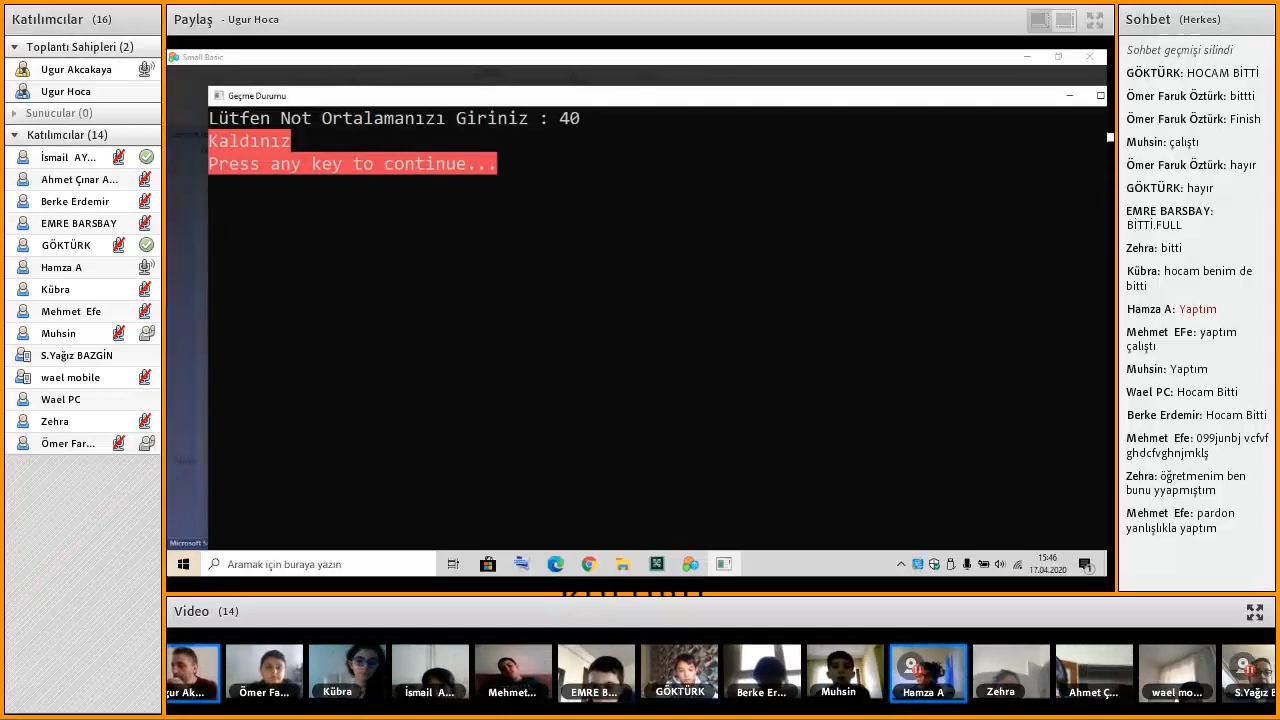 Katılımcılar (16)
Toplantı Sahipleri (2)
Ugur Akcakaya
Ugur Hoca
Sunucular (0)
Katılımcılar (14)
İsmail AY...
Ahmet Çınar A...
Berke Erdemir
EMRE BARSBAY
GÖKTÜRK
Hamza A
Kübra
Mehmet Efe
Muhsin
S.Yağız BAZGİN
wael mobile
Wael PC
Zehra
Ömer Far...
Paylaş - Ugur Hoca
Small Basic
Geçme Durumu
Lütfen Not Ortalamanızı Giriniz : 40
Kaldınız
Press any key to continue...
Microsoft S
Aramak için buraya yazın
15:46
17.04.2020
1
Video (14)
gur Ak...
Ömer Fa...
Kübra
İsmail A...
Mehmet...
EMRE B...
GÖKTÜRK
Berke Er...
Muhsin
Hamza A
Zehra
Ahmet Ç...
wael mo...
S.Yağız B
Sohbet (Herkes)
Sohbet geçmişi silindi
GÖKTÜRK: HOCAM BİTTİ
Ömer Faruk Öztürk: bittti
Ömer Faruk Öztürk: Fınısh
Muhsin: çalıştı
Ömer Faruk Öztürk: hayır
GÖKTÜRK: hayır
EMRE BARSBAY:
BİTTİ.FULL
Zehra: bitti
Kübra: hocam benim de
bitti
Hamza A: Yaptım
Mehmet EFe: yaptım
çalıştı
Muhsin: Yaptım
Wael PC: Hocam Bitti
Berke Erdemir: Hocam Bitti
Mehmet Efe: 099junbj vcfvf
ghdcfvghnjmklş
Zehra: öğretmenim ben
bunu yyapmıştım
Mehmet Efe: pardon
yanlışlıkla yaptım